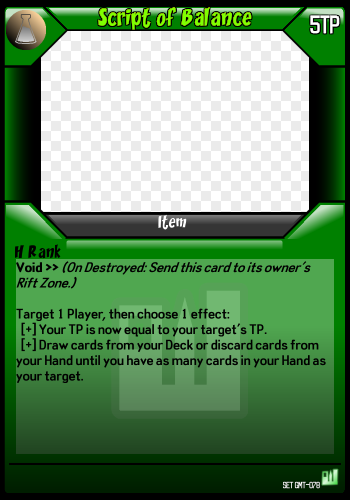 Script of Balance
5TP
Item
H Rank
Void >> (On Destroyed: Send this card to its owner's
Rift Zone.)
Target 1 Player, then choose 1 effect:
[+] Your TP is now equal to your target's TP.
[+] Draw cards from your Deck or discard cards from
your Hand until you have as many cards in your Hand as
your target.
SET GMT-078